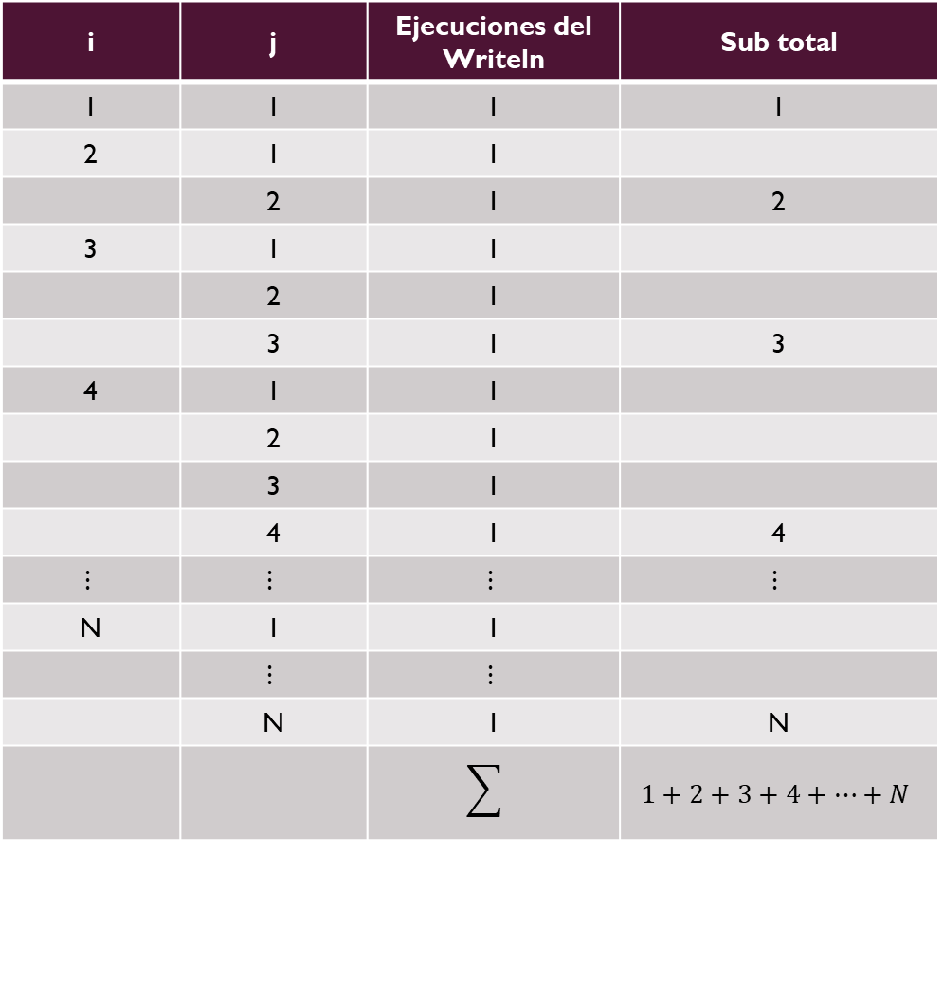 i j Ejecuciones del Writeln Sub total
1 1 1 1
2 1 1
2 1 2
3 1 1
2 1
3 1 3
4 1 1
2 1
3 1
4 1 4
⋮ ⋮ ⋮ ⋮
N 1 1
⋮ ⋮
N 1 N
∑ 1 + 2 + 3 + 4 + ⋯ + N